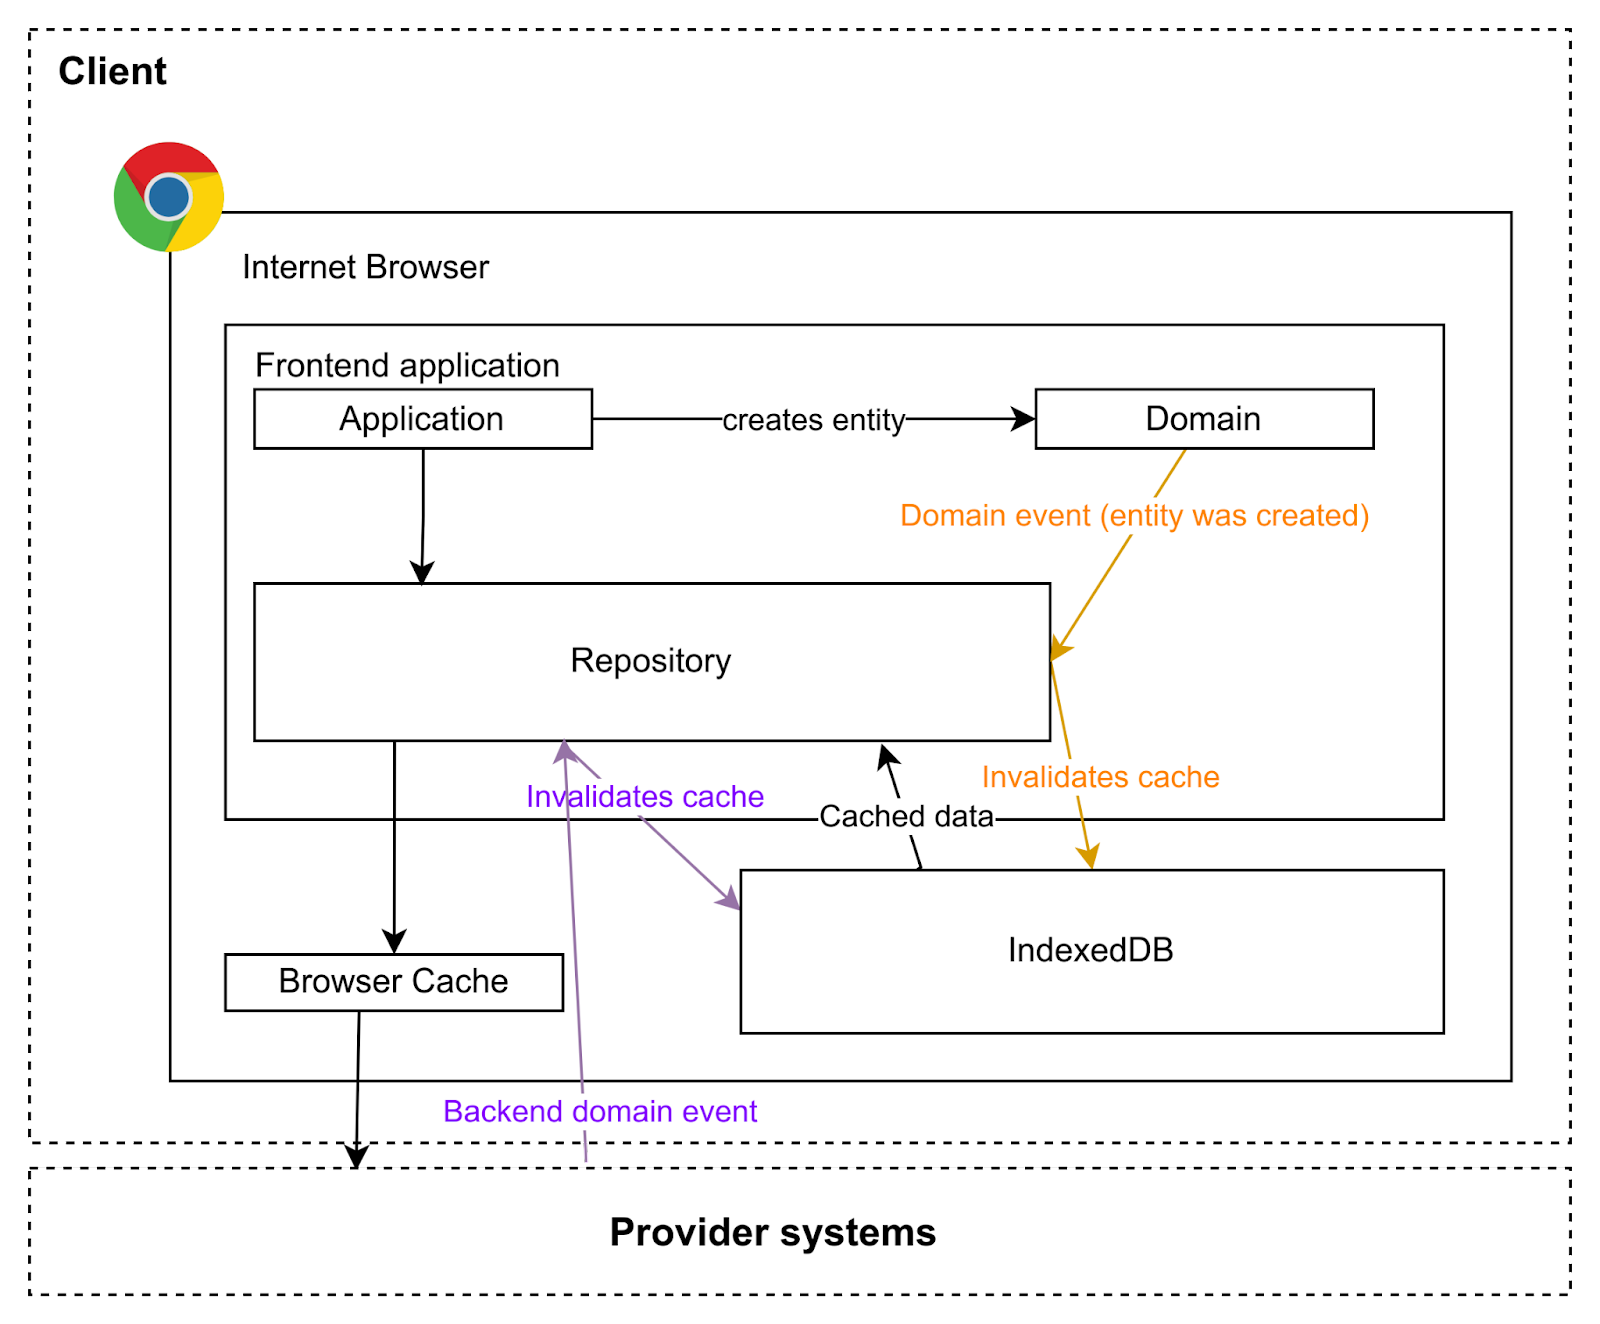 Client
Internet Browser
Frontend application
Application
creates entity
Domain
Domain event (entity was created)
Repository
Invalidates cache
Invalidates cache
Cached data
IndexedDB
Browser Cache
Backend domain event
Provider systems